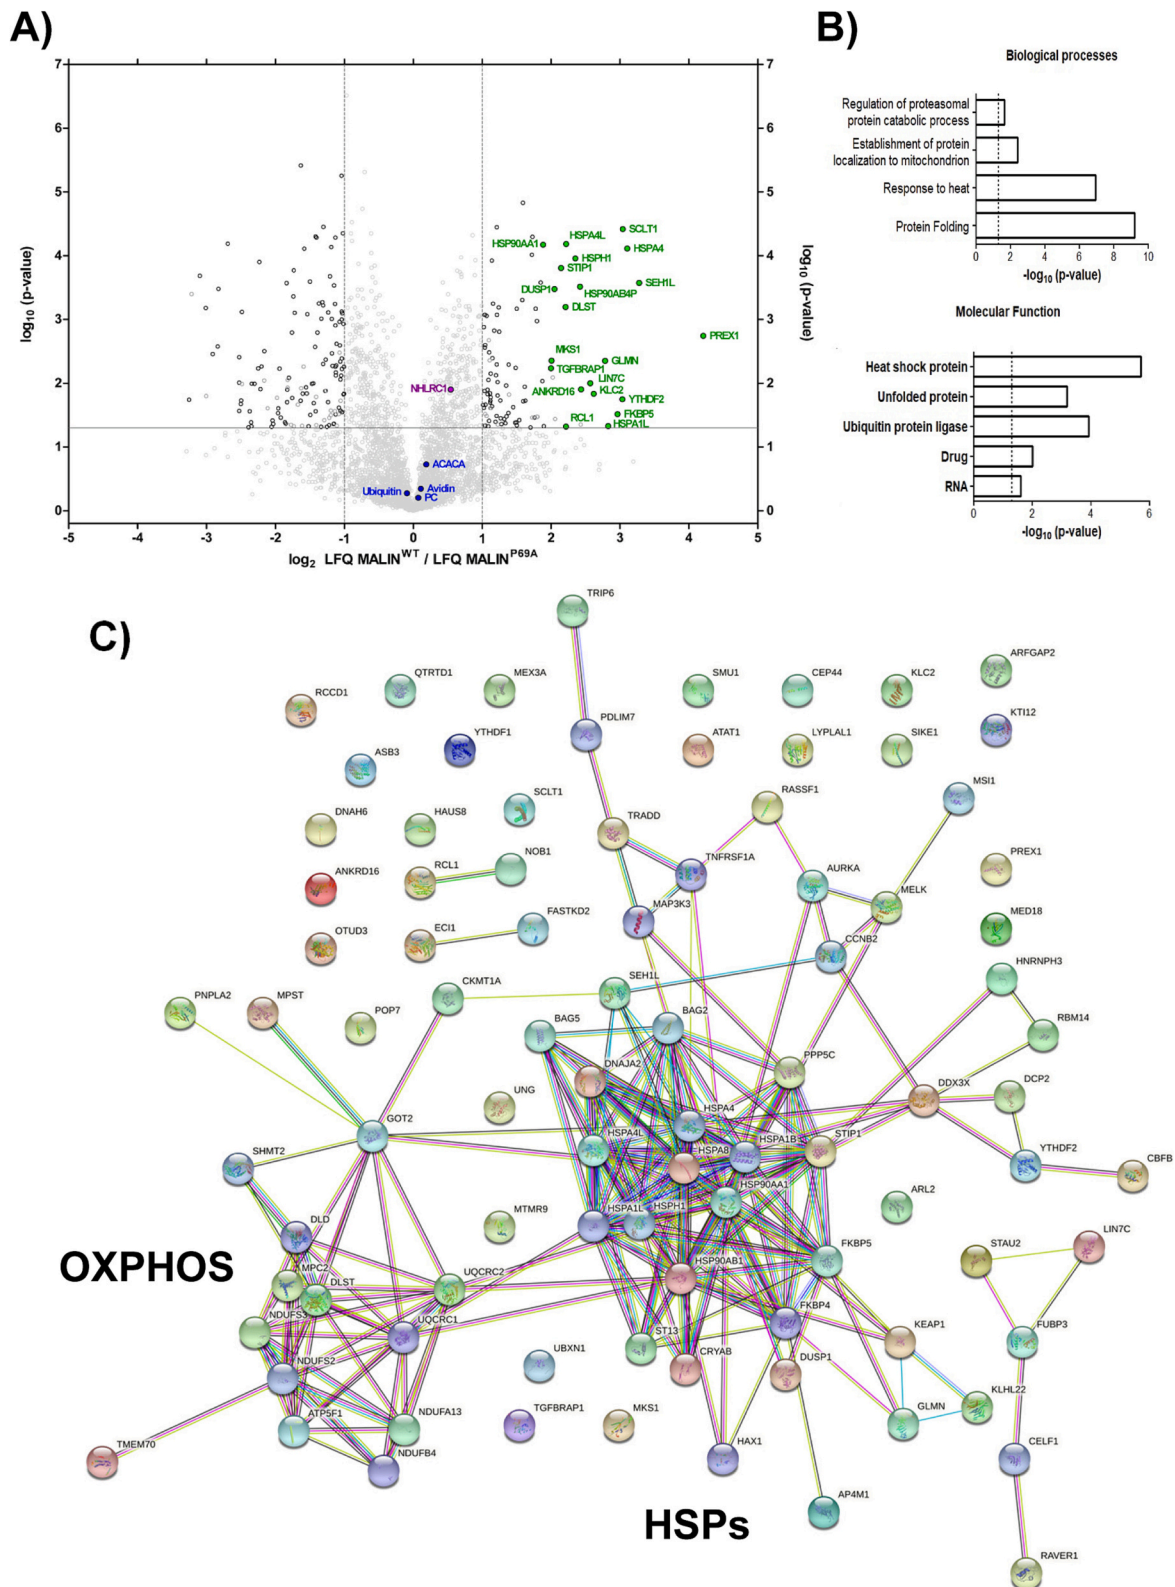 A)
B)
7
6
5
4
3
2
1
0
log10 (p-value)
-5 -4 -3 -2 -1 0 1 2 3 4 5
log2 LFQ MALINWT / LFQ MALINP69A
7
6
5
4
3
2
1
0
log10 (p-value)
SCLT1
HSPA4L
HSP90AA1
HSPA4
HSPH1
STIP1
SEH1L
DUSP1
HSP90AB4P
DLST
PREX1
MKS1
GLMN
TGFBRAP1
LIN7C
NHLRC1
ANKRD16
KLC2
YTHDF2
FKBP5
RCL1
HSPA1L
ACACA
Ubiquitin
Avidin
PC
Biological processes
Regulation of proteasomal
protein catabolic process
Establishment of protein
localization to mitochondrion
Response to heat
Protein Folding
0 2 4 6 8 10
-log10 (p-value)
Molecular Function
Heat shock protein
Unfolded protein
Ubiquitin protein ligase
Drug
RNA
0 2 4 6
-log10 (p-value)
C)
TRIP6
ARFGAP2
QTRTD1
MEX3A
SMU1
CEP44
KLC2
RCCD1
PDLIM7
KTI12
YTHDF1
ATAT1
LYPLAL1
SIKE1
ASB3
MSI1
SCLT1
RASSF1
DNAH6
HAUS8
TRADD
NOB1
TNFRSF1A
PREX1
ANKRD16
RCL1
AURKA
MELK
MAP3K3
FASTKD2
MED18
OTUD3
ECI1
CCNB2
HNRNPH3
SEH1L
CKMT1A
PNPLA2
MPST
POP7
BAG5
BAG2
RBM14
DNAJA2
PPP5C
DDX3X
DCP2
UNG
HSPA4
GOT2
HSPA4L
HSPA1B
STIP1
HSPA8
SHMT2
YTHDF2
CBFB
HSP90AA1
ARL2
MTMR9
HSPA1L
HSPH1
DLD
LIN7C
OXPHOS
STAU2
FKBP5
MPC2
DLST
UQCRC2
HSP90AB1
NDUFS3
UQCRC1
FKBP4
KEAP1
FUBP3
ST13
UBXN1
CRYAB
DUSP1
NDUFS2
KLHL22
GLMN
TGFBRAP1
MKS1
ATP5F1
NDUFA13
HAX1
CELF1
TMEM70
NDUFB4
AP4M1
HSPs
RAVER1